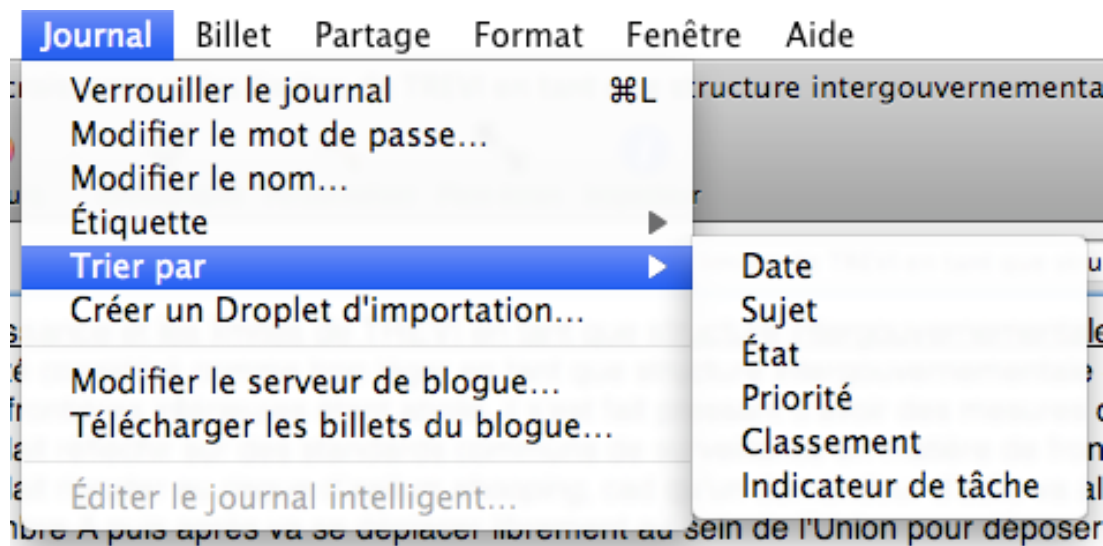 Journal Billet Partage Format Fenêtre Aide
structure intergouvernementa
Verrouiller le journal ⌘L
Modifier le mot de passe...
Modifier le nom...
Étiquette
Trier par
Créer un Droplet d'importation...
Modifier le serveur de blogue...
Télécharger les billets du blogue...
Éditer le journal intelligent...
Date
Sujet
État
Priorité
Classement
Indicateur de tâche
mbre A puis après va se déplacer librement au sein de l'Union pour déposer